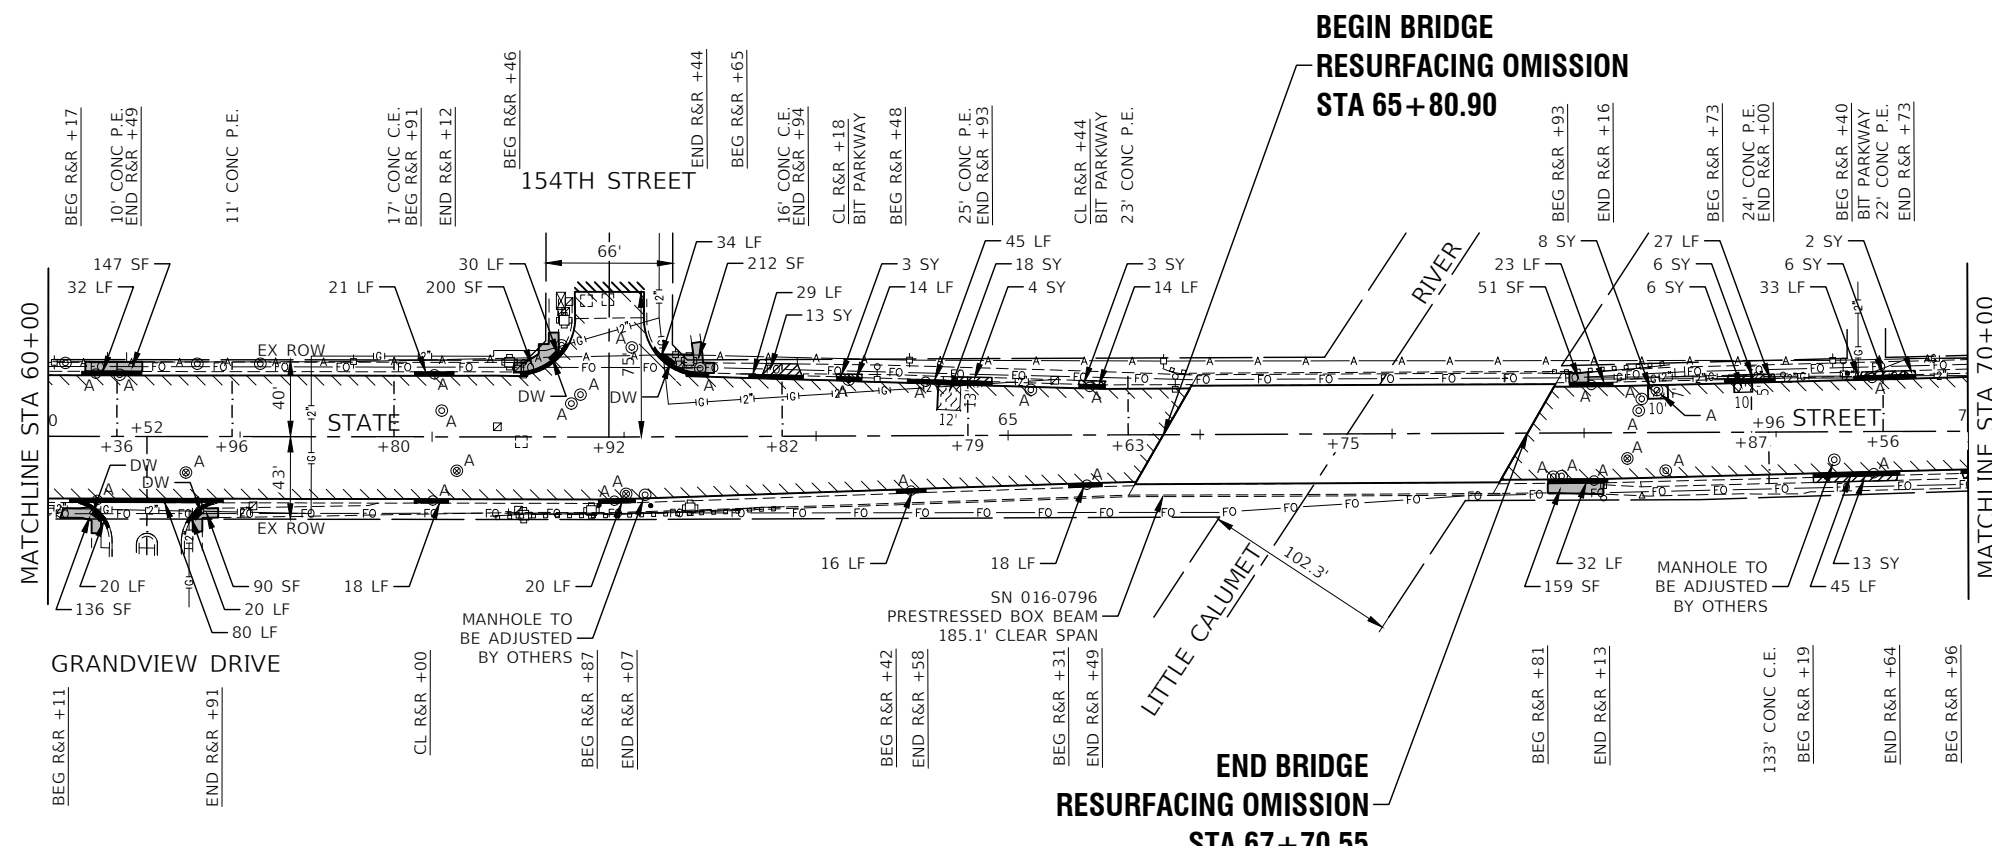 BEGIN BRIDGE
RESURFACING OMISSION
STA 65+80.90
BEG R&R +17
10' CONC P.E.
END R&R +49
11' CONC P.E.
17' CONC C.E.
BEG R&R +91
END R&R +12
BEG R&R +46
END R&R +44
BEG R&R +65
16' CONC C.E.
END R&R +94
CL R&R +18
BIT PARKWAY
BEG R&R +48
25' CONC P.E.
END R&R +93
CL R&R +44
BIT PARKWAY
23' CONC P.E.
BEG R&R +93
END R&R +16
BEG R&R +73
24' CONC P.E.
END R&R +00
BEG R&R +40
BIT PARKWAY
22' CONC P.E.
END R&R +73
154TH STREET
66'
147 SF
32 LF
21 LF
30 LF
200 SF
34 LF
212 SF
29 LF
13 SY
3 SY
14 LF
45 LF
18 SY
4 SY
3 SY
14 LF
RIVER
8 SY
23 LF
51 SF
27 LF
6 SY
6 SY
2 SY
6 SY
33 LF
MATCHLINE STA 60+00
MATCHLINE STA 70+00
EX ROW
40'
75'
DW
DW
12'
10'
10'
STATE
STREET
65
+36
+52
+96
+80
+92
+82
+79
+63
+75
+87
+96
+56
43'
DW
DW
EX ROW
20 LF
136 SF
90 SF
20 LF
80 LF
18 LF
20 LF
MANHOLE TO
BE ADJUSTED
BY OTHERS
16 LF
18 LF
SN 016-0796
PRESTRESSED BOX BEAM
185.1' CLEAR SPAN
LITTLE CALUMET
102.3'
32 LF
159 SF
MANHOLE TO
BE ADJUSTED
BY OTHERS
13 SY
45 LF
GRANDVIEW DRIVE
BEG R&R +11
END R&R +91
CL R&R +00
BEG R&R +87
END R&R +07
BEG R&R +42
END R&R +58
BEG R&R +31
END R&R +49
BEG R&R +81
END R&R +13
133' CONC C.E.
BEG R&R +19
END R&R +64
BEG R&R +96
END BRIDGE
RESURFACING OMISSION
STA 67+70.55